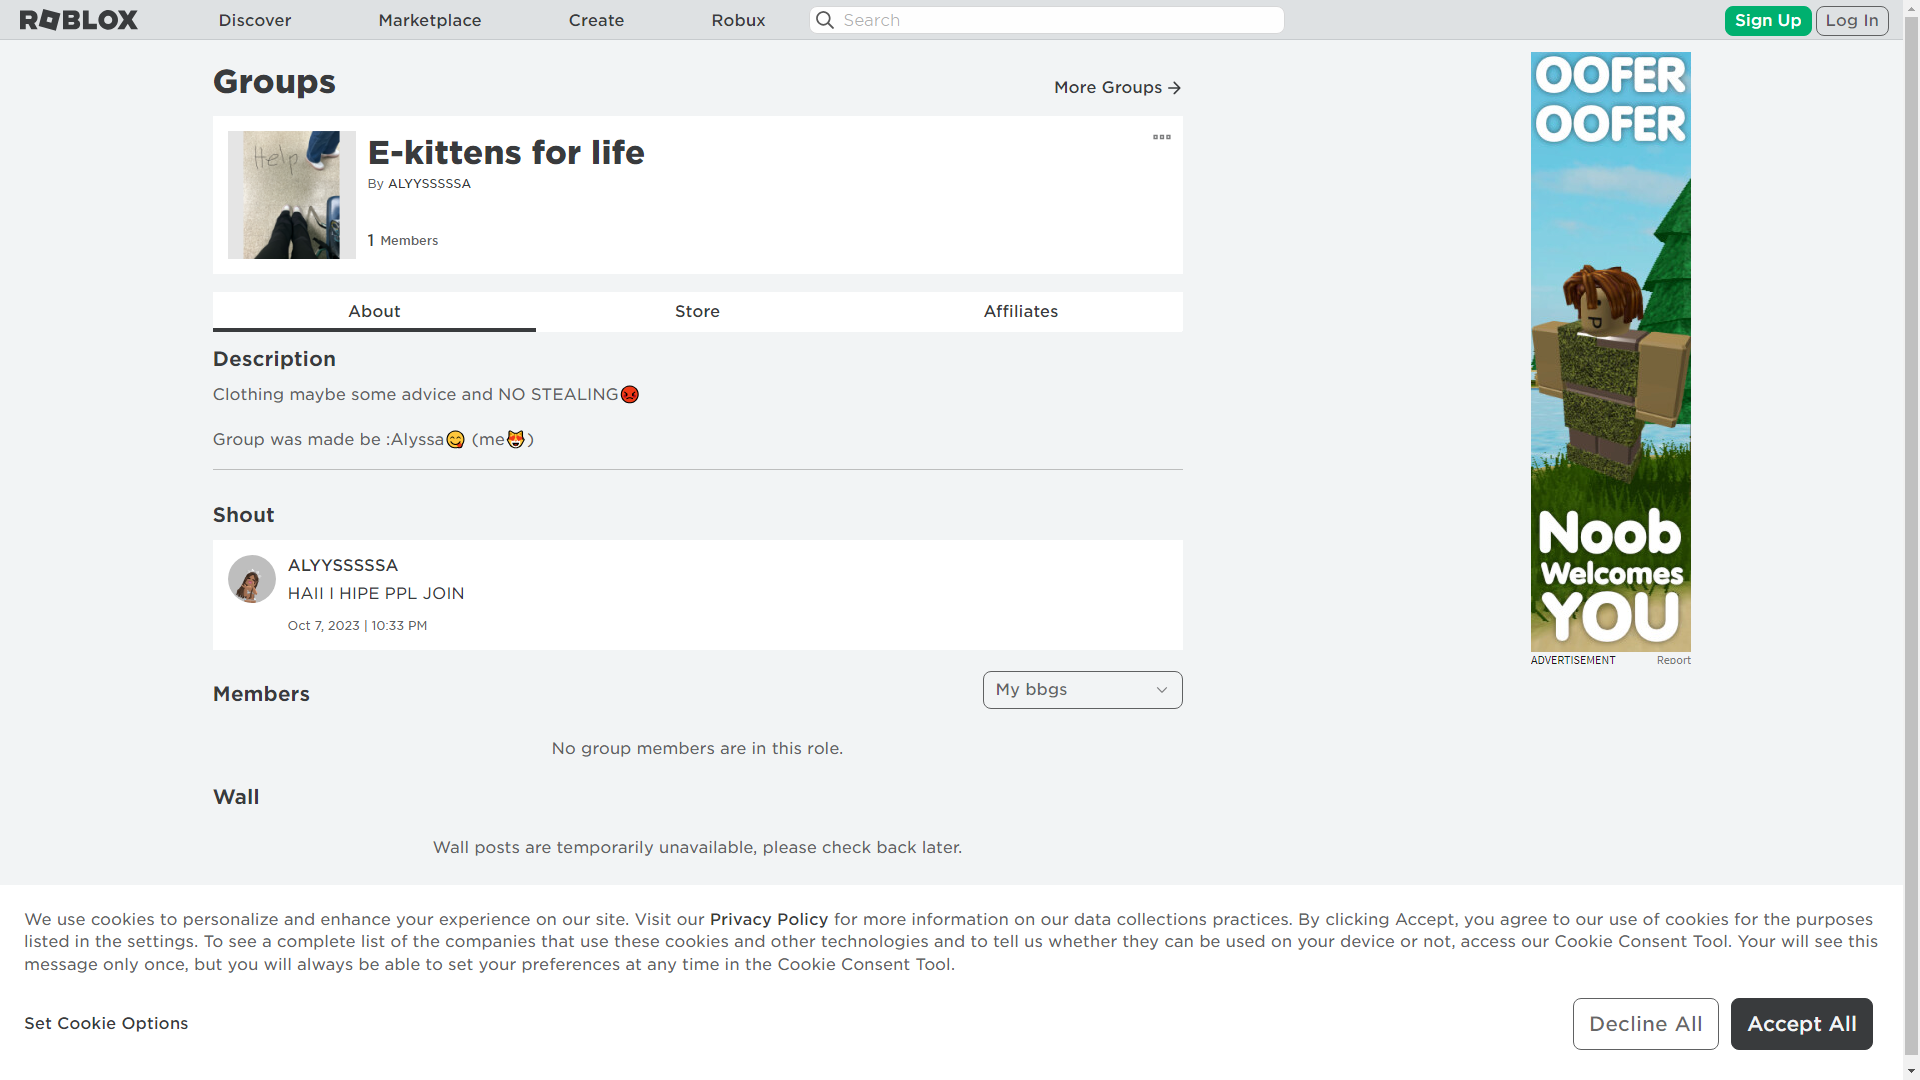 ROBLOX
Discover
Marketplace
Create
Robux
Search
Sign Up
Log In
Groups
More Groups
Help
E-kittens for life
By ALYYSSSSSA
1 Members
About
Store
Affiliates
Description
Clothing maybe some advice and NO STEALING😡
Group was made be :Alyssa😋 (me😻)
Shout
ALYYSSSSSA
HAII I HIPE PPL JOIN
Oct 7, 2023 | 10:33 PM
Members
My bbgs
No group members are in this role.
Wall
Wall posts are temporarily unavailable, please check back later.
OOFER
OOFER
Noob
Welcomes
YOU
ADVERTISEMENT
Report
We use cookies to personalize and enhance your experience on our site. Visit our Privacy Policy for more information on our data collections practices. By clicking Accept, you agree to our use of cookies for the purposes
listed in the settings. To see a complete list of the companies that use these cookies and other technologies and to tell us whether they can be used on your device or not, access our Cookie Consent Tool. Your will see this
message only once, but you will always be able to set your preferences at any time in the Cookie Consent Tool.
Set Cookie Options
Decline All
Accept All